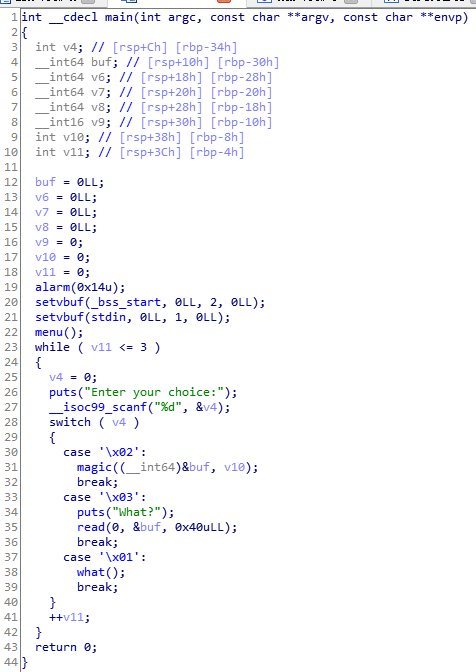 1 int __cdecl main(int argc, const char **argv, const char **envp)
2 {
3 int v4; // [rsp+Ch] [rbp-34h]
4 __int64 buf; // [rsp+10h] [rbp-30h]
5 __int64 v6; // [rsp+18h] [rbp-28h]
6 __int64 v7; // [rsp+20h] [rbp-20h]
7 __int64 v8; // [rsp+28h] [rbp-18h]
8 __int16 v9; // [rsp+30h] [rbp-10h]
9 int v10; // [rsp+38h] [rbp-8h]
10 int v11; // [rsp+3Ch] [rbp-4h]
11
12 buf = 0LL;
13 v6 = 0LL;
14 v7 = 0LL;
15 v8 = 0LL;
16 v9 = 0;
17 v10 = 0;
18 v11 = 0;
19 alarm(0x14u);
20 setvbuf(_bss_start, 0LL, 2, 0LL);
21 setvbuf(stdin, 0LL, 1, 0LL);
22 menu();
23 while ( v11 <= 3 )
24 {
25 v4 = 0;
26 puts("Enter your choice:");
27 __isoc99_scanf("%d", &v4);
28 switch ( v4 )
29 {
30 case '\x02':
31 magic((__int64)&buf, v10);
32 break;
33 case '\x03':
34 puts("What?");
35 read(0, &buf, 0x40uLL);
36 break;
37 case '\x01':
38 what();
39 break;
40 }
41 ++v11;
42 }
43 return 0;
44 }